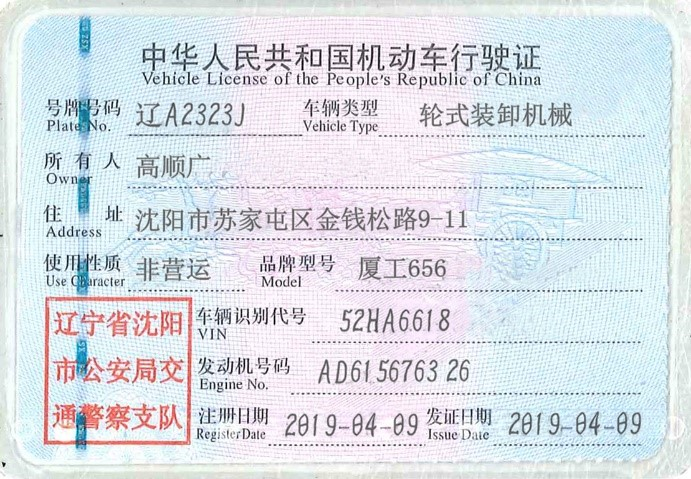 中华人民共和国机动车行驶证
Vehicle License of the People's Republic of China
号牌号码 辽A2323J 车辆类型 轮式装卸机械
Plate No. Vehicle Type
所有人 高顺广
Owner
住址 沈阳市苏家屯区金钱松路9-11
Address
使用性质 非营运 品牌型号 厦工656
Use Character Model
辽宁省沈阳
市公安局交
通警察支队
车辆识别代号 52HA6618
VIN
发动机号码 AD6156763 26
Engine No.
注册日期 2019-04-09 发证日期 2019-04-09
Register Date Issue Date